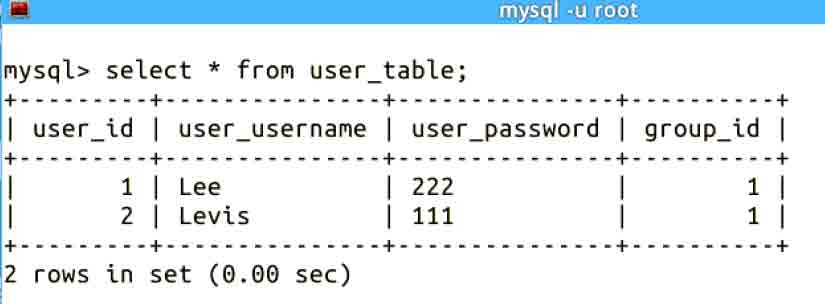 mysql -u root
mysql> select * from user_table;
+---------+---------------+---------------+----------+
| user_id | user_username | user_password | group_id |
+---------+---------------+---------------+----------+
|       1 | Lee           | 222           |        1 |
|       2 | Levis         | 111           |        1 |
+---------+---------------+---------------+----------+
2 rows in set (0.00 sec)